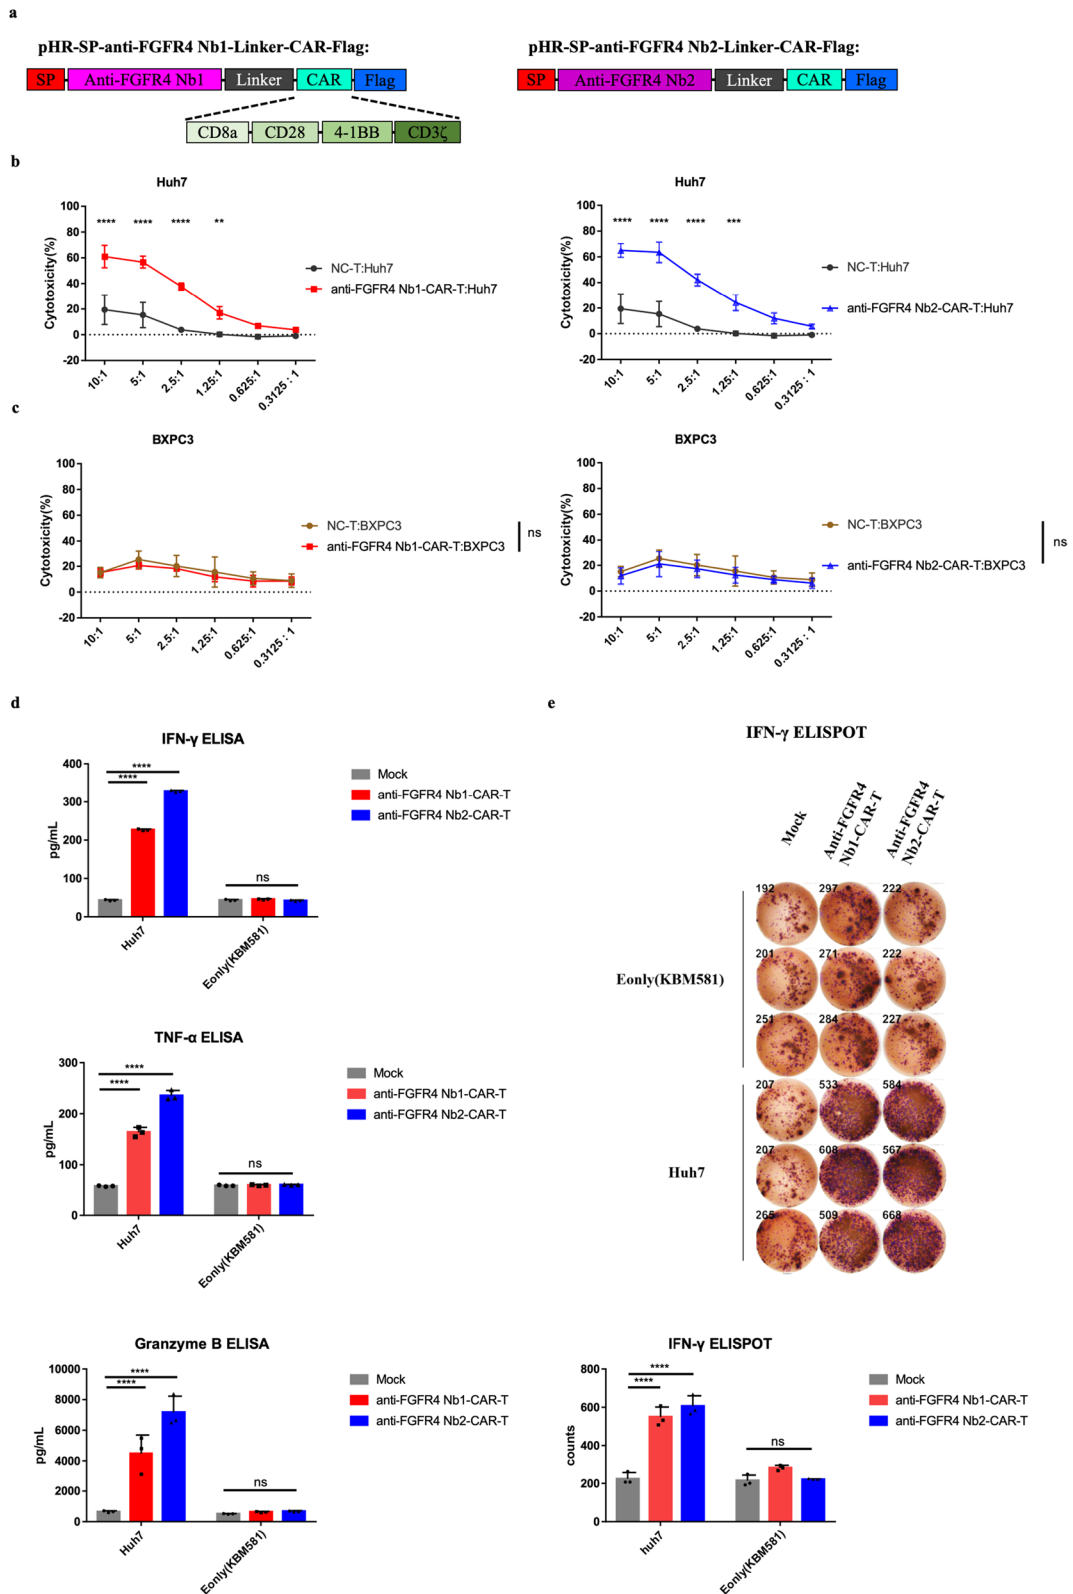 a
pHR-SP-anti-FGFR4 Nb1-Linker-CAR-Flag:
SP Anti-FGFR4 Nb1 Linker CAR Flag
CD8a CD28 4-1BB CD3ζ
pHR-SP-anti-FGFR4 Nb2-Linker-CAR-Flag:
SP Anti-FGFR4 Nb2 Linker CAR Flag
b
Huh7
Cytotoxicity(%)
100
80
60
40
20
0
-20
**** **** **** **
10:1 5:1 2.5:1 1.25:1 0.625:1 0.3125 : 1
NC-T:Huh7
anti-FGFR4 Nb1-CAR-T:Huh7
Huh7
Cytotoxicity(%)
100
80
60
40
20
0
-20
**** **** **** ***
10:1 5:1 2.5:1 1.25:1 0.625:1 0.3125 : 1
NC-T:Huh7
anti-FGFR4 Nb2-CAR-T:Huh7
c
BXPC3
Cytotoxicity(%)
100
80
60
40
20
0
-20
10:1 5:1 2.5:1 1.25:1 0.625:1 0.3125 : 1
NC-T:BXPC3
anti-FGFR4 Nb1-CAR-T:BXPC3
ns
BXPC3
Cytotoxicity(%)
100
80
60
40
20
0
-20
10:1 5:1 2.5:1 1.25:1 0.625:1 0.3125 : 1
NC-T:BXPC3
anti-FGFR4 Nb2-CAR-T:BXPC3
ns
d
IFN-γ ELISA
pg/mL
400
300
200
100
0
****
****
ns
Huh7 Eonly(KBM581)
Mock
anti-FGFR4 Nb1-CAR-T
anti-FGFR4 Nb2-CAR-T
TNF-α ELISA
pg/mL
300
200
100
0
****
****
ns
Huh7 Eonly(KBM581)
Mock
anti-FGFR4 Nb1-CAR-T
anti-FGFR4 Nb2-CAR-T
Granzyme B ELISA
pg/mL
10000
8000
6000
4000
2000
0
****
****
ns
Huh7 Eonly(KBM581)
Mock
anti-FGFR4 Nb1-CAR-T
anti-FGFR4 Nb2-CAR-T
e
IFN-γ ELISPOT
Mock
Anti-FGFR4
Nb1-CAR-T
Anti-FGFR4
Nb2-CAR-T
Eonly(KBM581)
192 297 222
201 271 222
251 284 227
Huh7
207 533 584
207 608 567
265 509 668
IFN-γ ELISPOT
counts
800
600
400
200
0
****
****
ns
huh7 Eonly(KBM581)
Mock
anti-FGFR4 Nb1-CAR-T
anti-FGFR4 Nb2-CAR-T